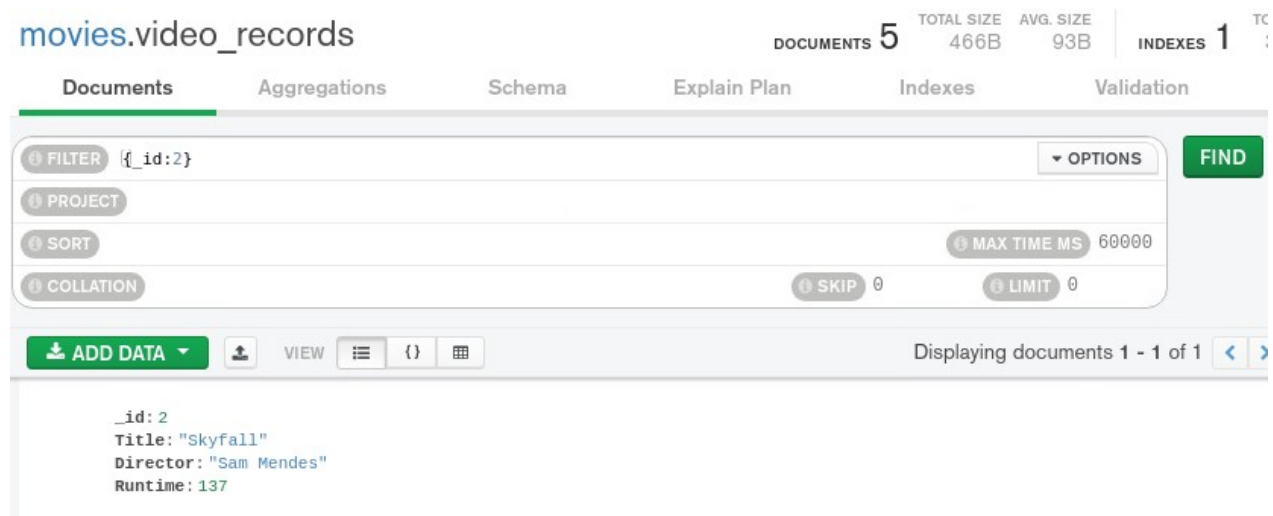 movies.video_records
DOCUMENTS 5 TOTAL SIZE 466B AVG. SIZE 93B INDEXES 1
Documents Aggregations Schema Explain Plan Indexes Validation
FILTER {_id:2} OPTIONS FIND
PROJECT
SORT MAX TIME MS 60000
COLLATION SKIP 0 LIMIT 0
ADD DATA VIEW {} Displaying documents 1 - 1 of 1
_id:2
Title:"Skyfall"
Director:"Sam Mendes"
Runtime:137